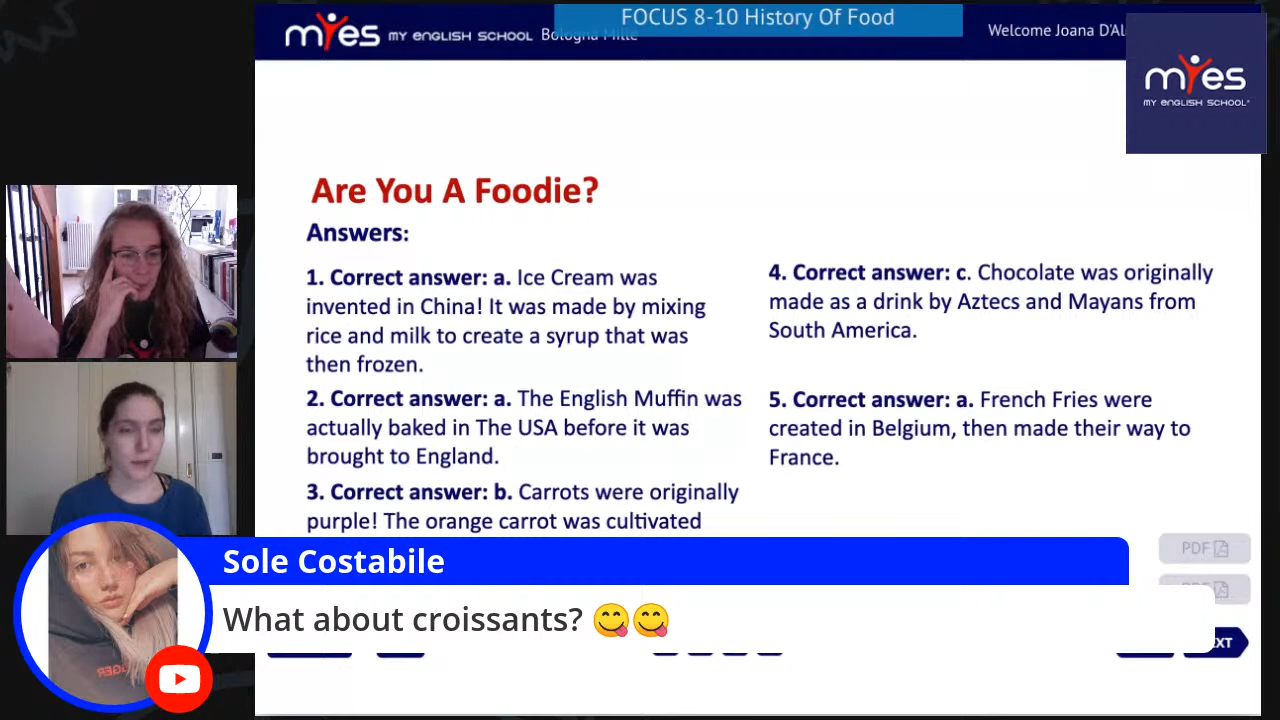 FOCUS 8-10 History Of Food
myes MY ENGLISH SCHOOL Bologna Mille
Welcome Joana
myes
MY ENGLISH SCHOOL
Are You A Foodie?
Answers:
1. Correct answer: a. Ice Cream was
invented in China! It was made by mixing
rice and milk to create a syrup that was
then frozen.
2. Correct answer: a. The English Muffin was
actually baked in The USA before it was
brought to England.
3. Correct answer: b. Carrots were originally
purple! The orange carrot was cultivated
4. Correct answer: c. Chocolate was originally
made as a drink by Aztecs and Mayans from
South America.
5. Correct answer: a. French Fries were
created in Belgium, then made their way to
France.
PDF
Sole Costabile
What about croissants? 😋😋